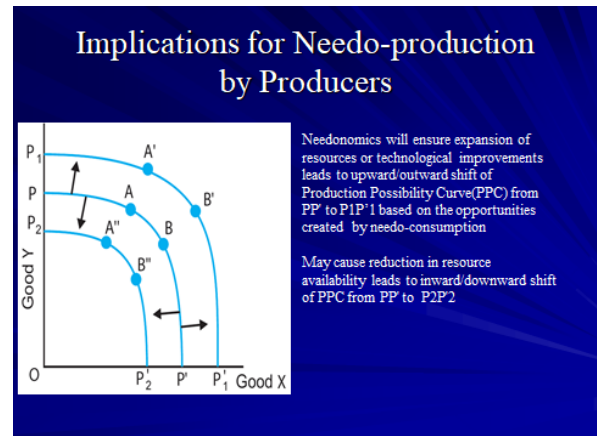 Implications for Needo-production
by Producers
Needonomics will ensure expansion of
resources or technological improvements
leads to upward/outward shift of
Production Possibility Curve(PPC) from
PP' to P1P'1 based on the opportunities
created by needo-consumption
May cause reduction in resource
availability leads to inward/downward shift
of PPC from PP' to P2P'2
P1
A'
P
A
B'
P2
A"
B
B"
Good Y
O
P'2
P'
P'1
Good X